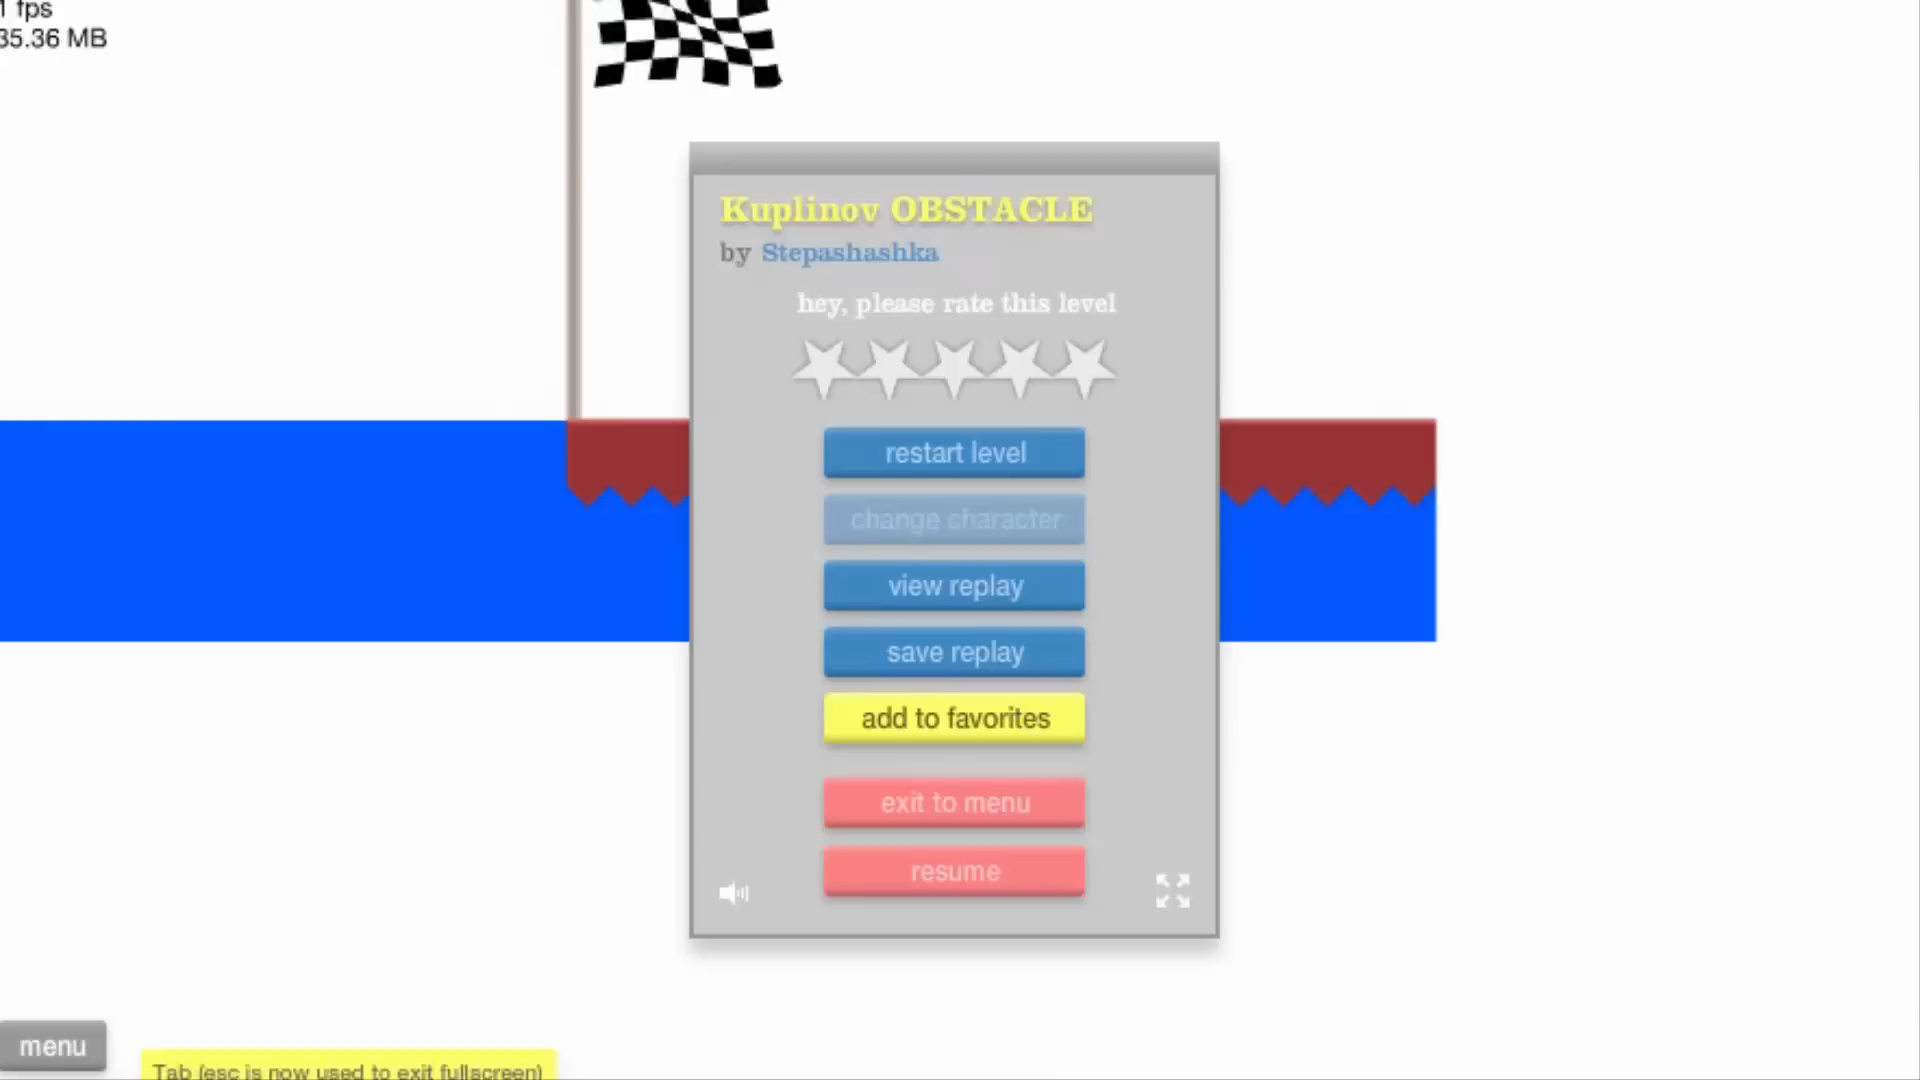 fps
35.36 MB
Kuplinov OBSTACLE
by Stepashashka
hey, please rate this level
restart level
change character
view replay
save replay
add to favorites
exit to menu
resume
menu
Tab (esc is now used to exit fullscreen)